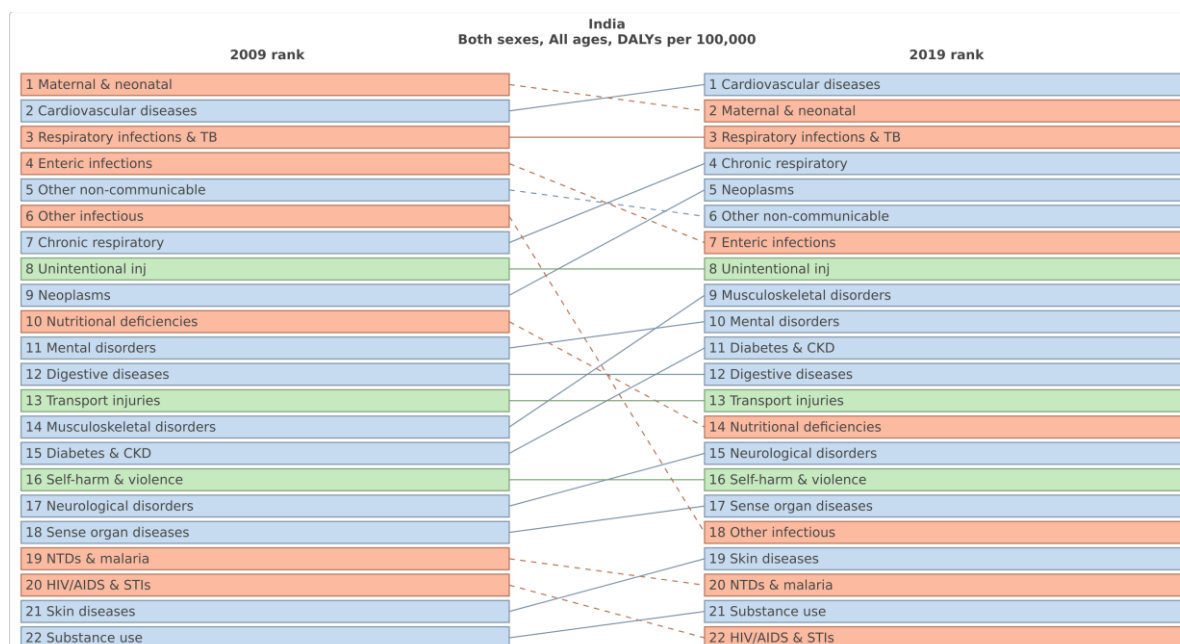 India
Both sexes, All ages, DALYs per 100,000
2009 rank
1 Maternal & neonatal
2 Cardiovascular diseases
3 Respiratory infections & TB
4 Enteric infections
5 Other non-communicable
6 Other infectious
7 Chronic respiratory
8 Unintentional inj
9 Neoplasms
10 Nutritional deficiencies
11 Mental disorders
12 Digestive diseases
13 Transport injuries
14 Musculoskeletal disorders
15 Diabetes & CKD
16 Self-harm & violence
17 Neurological disorders
18 Sense organ diseases
19 NTDs & malaria
20 HIV/AIDS & STIs
21 Skin diseases
22 Substance use
2019 rank
1 Cardiovascular diseases
2 Maternal & neonatal
3 Respiratory infections & TB
4 Chronic respiratory
5 Neoplasms
6 Other non-communicable
7 Enteric infections
8 Unintentional inj
9 Musculoskeletal disorders
10 Mental disorders
11 Diabetes & CKD
12 Digestive diseases
13 Transport injuries
14 Nutritional deficiencies
15 Neurological disorders
16 Self-harm & violence
17 Sense organ diseases
18 Other infectious
19 Skin diseases
20 NTDs & malaria
21 Substance use
22 HIV/AIDS & STIs